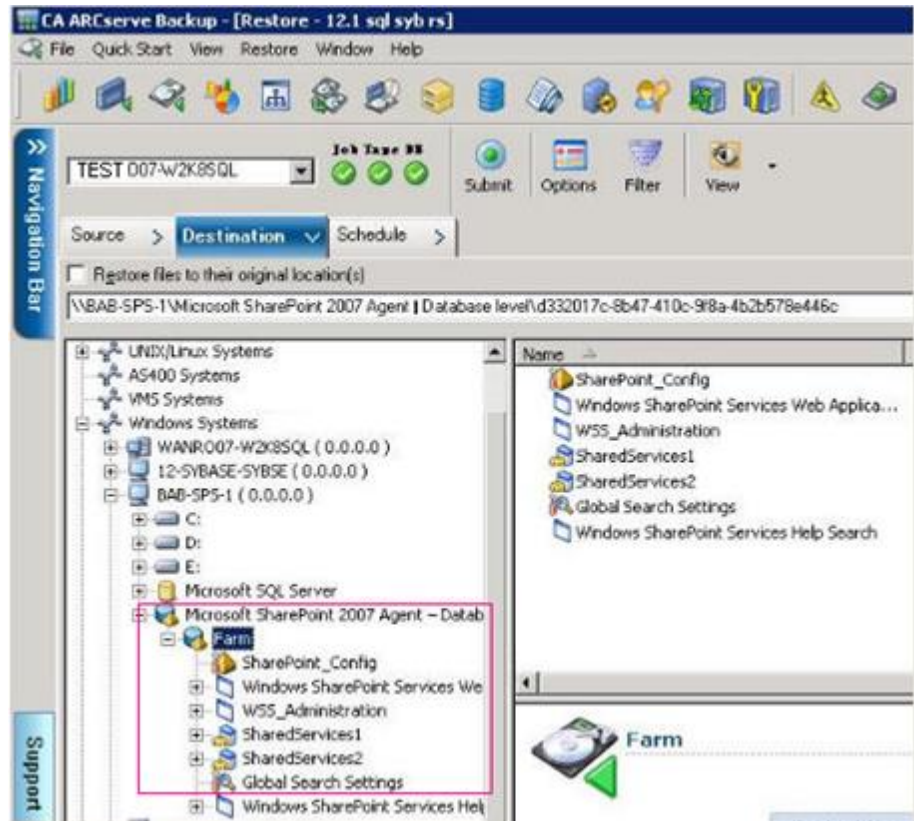 CA ARCserve Backup - [Restore - 12.1 sql syb rs]
File Quick Start View Restore Window Help
Navigation Bar
TEST 007-W2K8SQL
Job Tape DB
Submit Options Filter View
Source > Destination Schedule >
Restore files to their original location(s)
\\BAB-SPS-1\Microsoft SharePoint 2007 Agent | Database level\d332017c-8b47-410c-9f8a-4b2b578e446c
UNIX/Linux Systems
AS400 Systems
VMS Systems
Windows Systems
WANRO07-W2K8SQL ( 0.0.0.0 )
12-SYBASE-SYBSE ( 0.0.0.0 )
BAB-SPS-1 ( 0.0.0.0 )
C:
D:
E:
Microsoft SQL Server
Microsoft SharePoint 2007 Agent – Datab
Farm
SharePoint_Config
Windows SharePoint Services We
WSS_Administration
SharedServices1
SharedServices2
Global Search Settings
Windows SharePoint Services Hel
Name
SharePoint_Config
Windows SharePoint Services Web Applica...
WSS_Administration
SharedServices1
SharedServices2
Global Search Settings
Windows SharePoint Services Help Search
Farm
Support